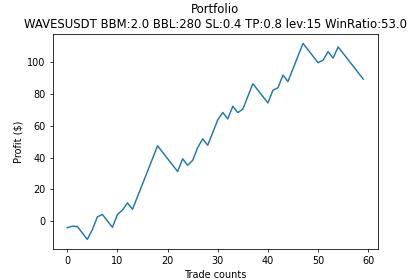 Portfolio
WAVESUSDT BBM:2.0 BBL:280 SL:0.4 TP:0.8 lev:15 WinRatio:53.0
100
80
60
40
20
0
Profit ($)
0 10 20 30 40 50 60
Trade counts